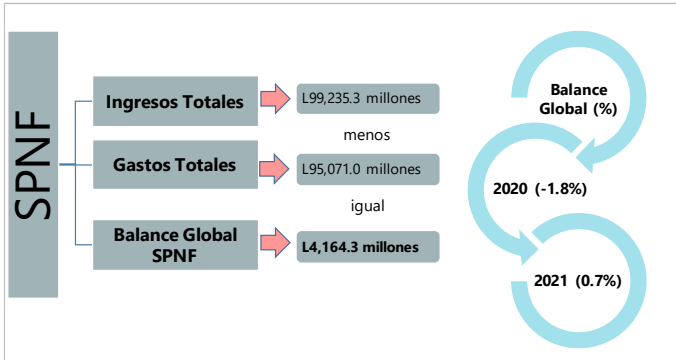 SPNF
Ingresos Totales
L99,235.3 millones
menos
Gastos Totales
L95,071.0 millones
igual
Balance Global
SPNF
L4,164.3 millones
Balance
Global (%)
2020 (-1.8%)
2021 (0.7%)